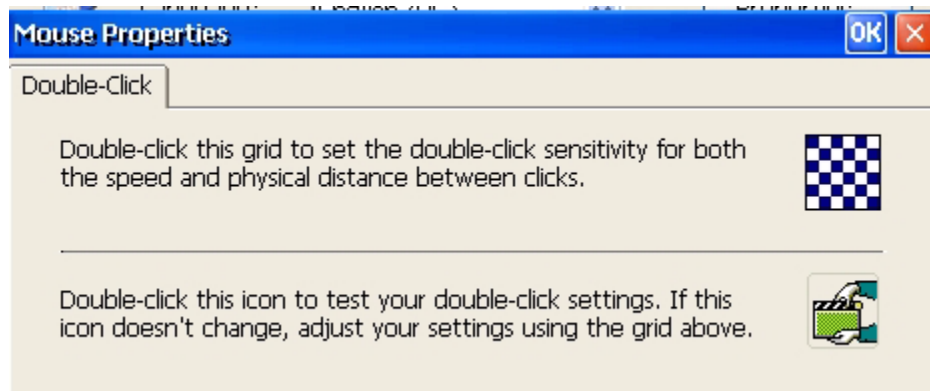 Mouse Properties OK
Double-Click
Double-click this grid to set the double-click sensitivity for both
the speed and physical distance between clicks.
Double-click this icon to test your double-click settings. If this
icon doesn't change, adjust your settings using the grid above.